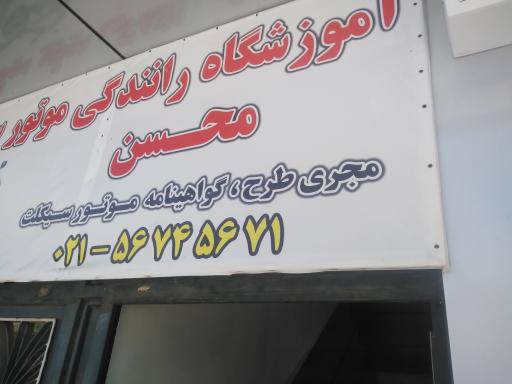 آموزشگاه رانندگی موتور
محسن
مجری طرح، گواهینامه موتور سیکلت
۰۲۱-۵۶۷۴۵۶۷۱